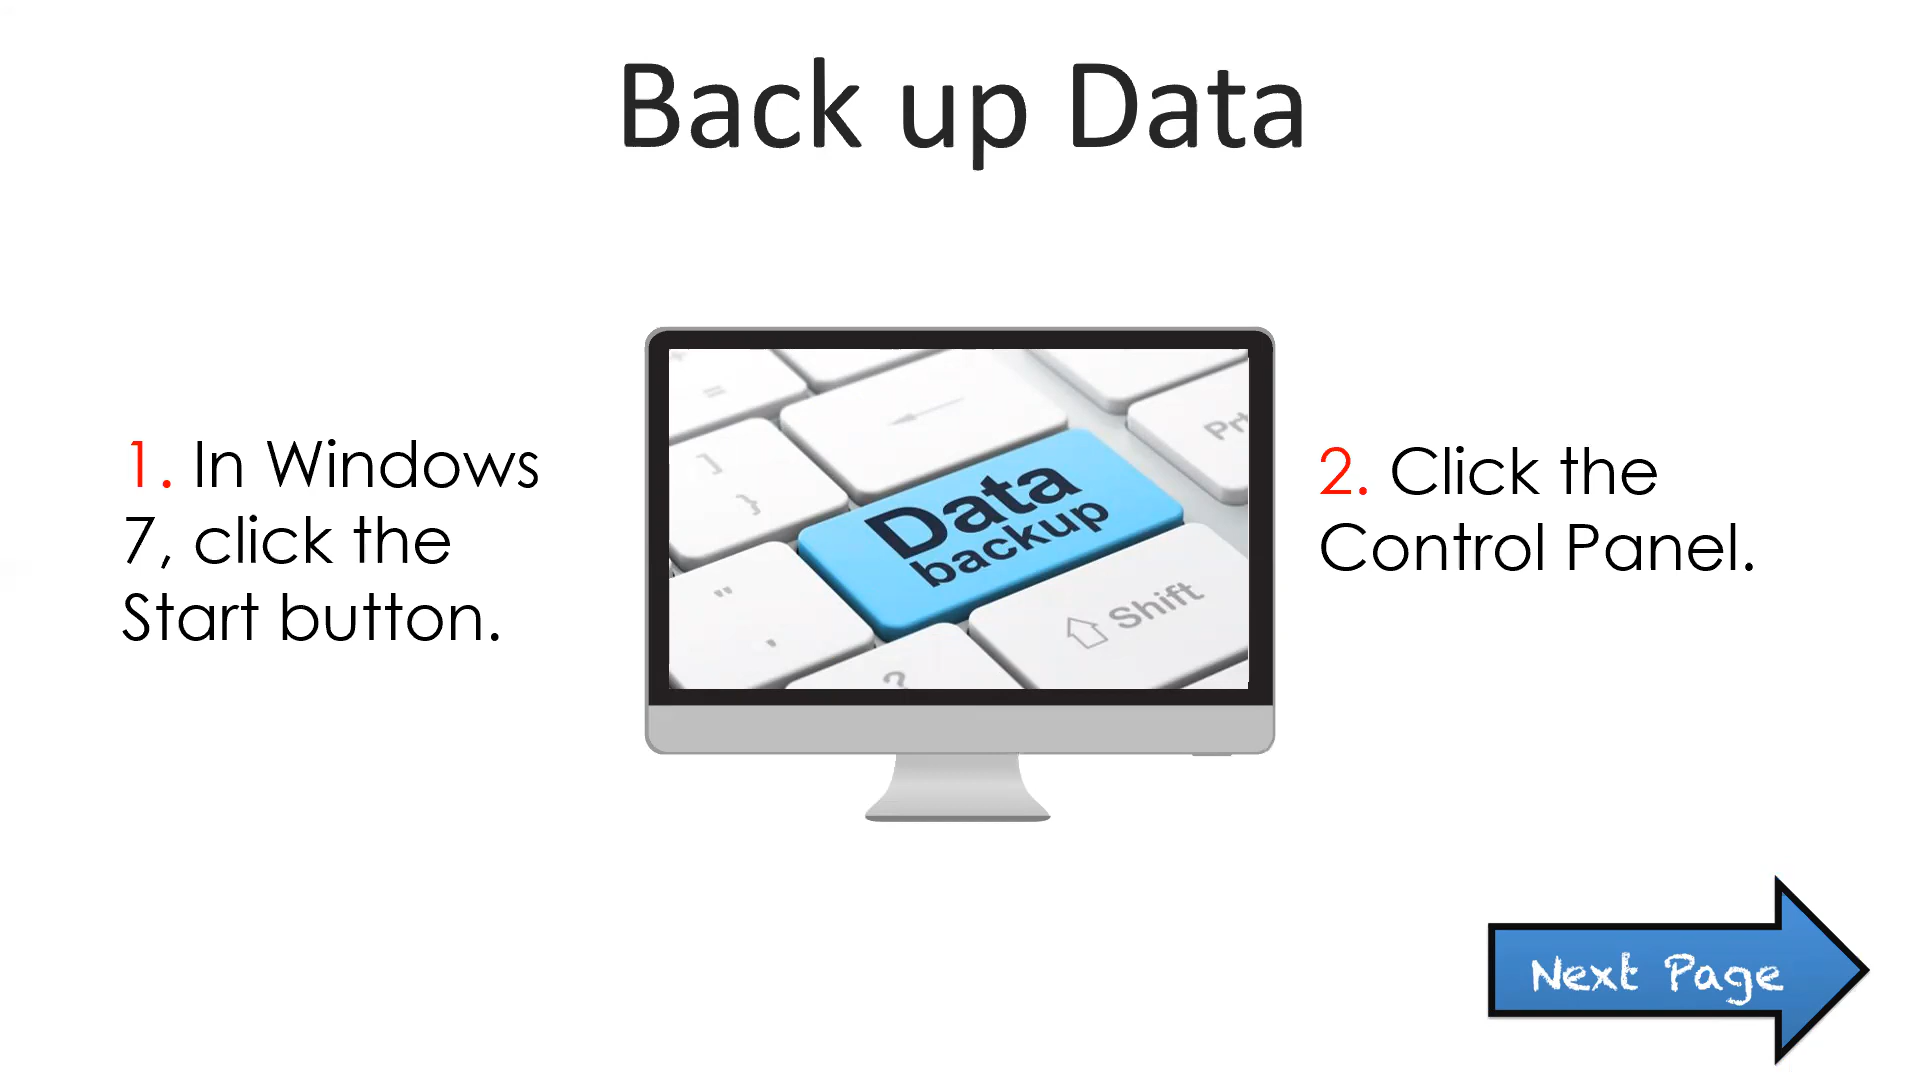 Back up Data
1. In Windows
7, click the
Start button.
=
]
}
"
,
?
Data
backup
Shift
Prt
2. Click the
Control Panel.
Next Page